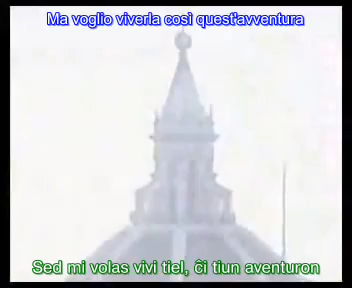 Ma voglio viverla così quest'avventura
Sed mi volas vivi tiel, ĉi tiun aventuron